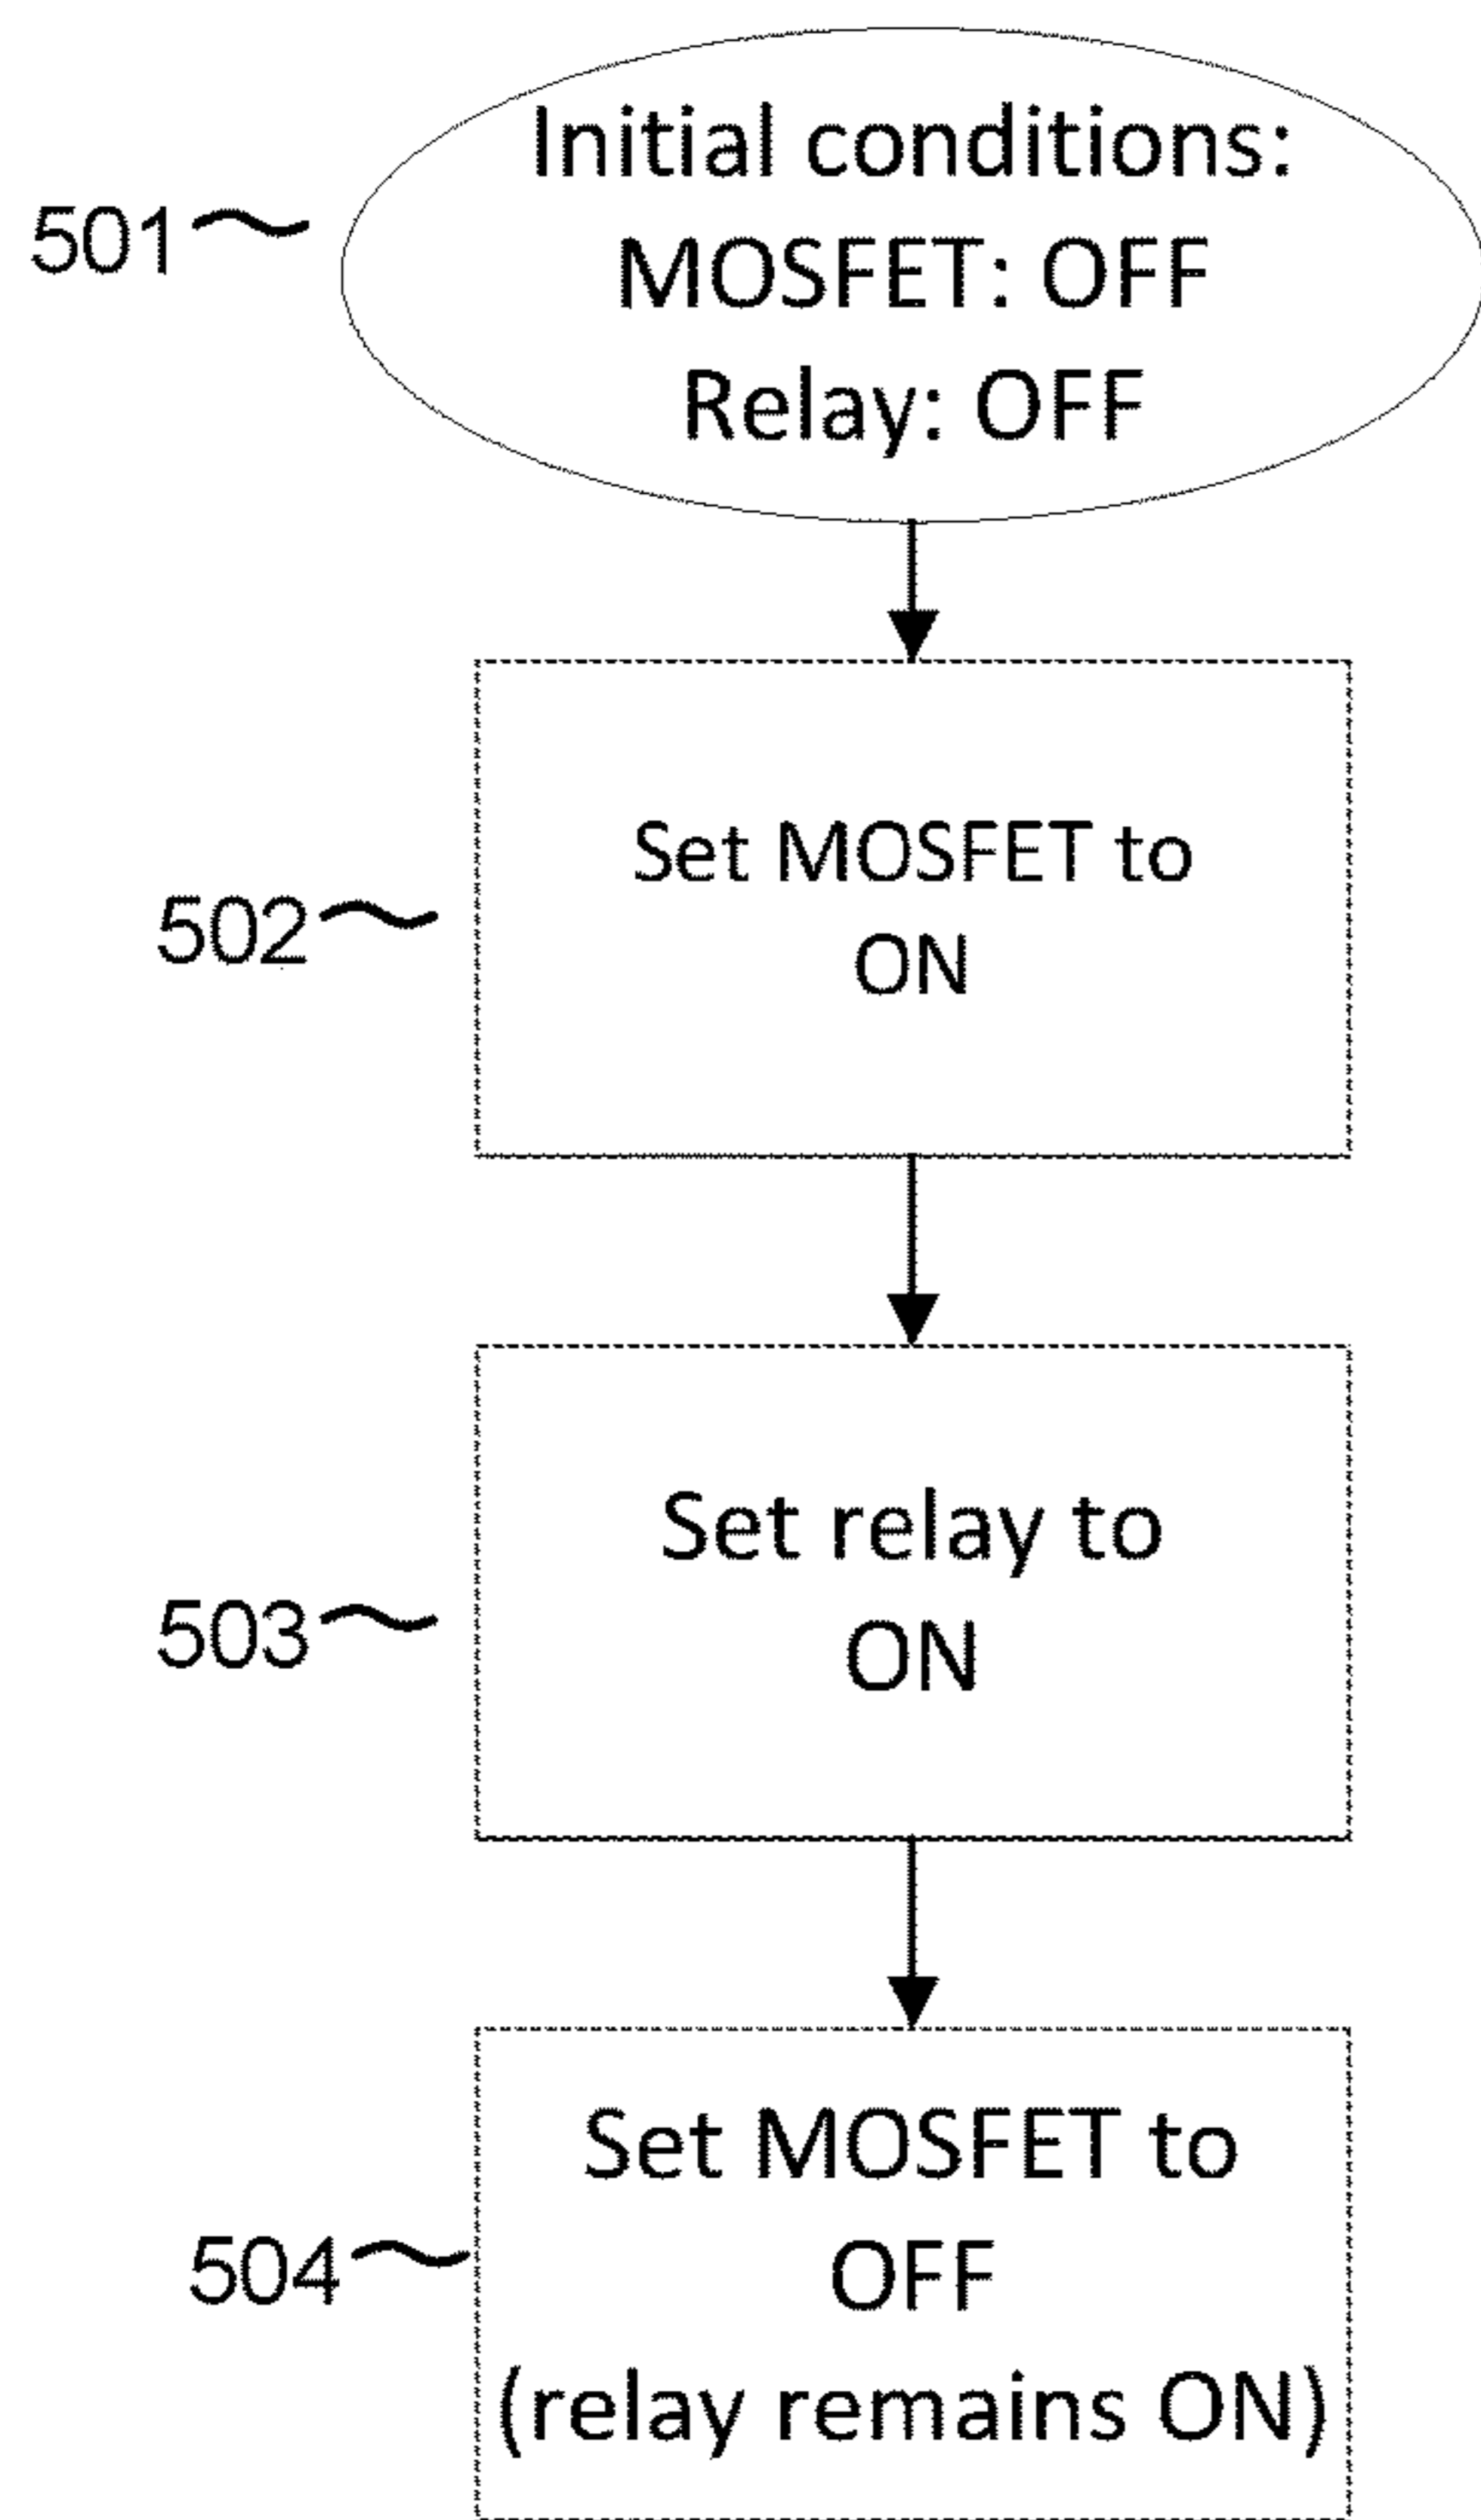 Initial conditions:
MOSFET: OFF
Relay: OFF
501
Set MOSFET to
ON
502
Set relay to
ON
503
Set MOSFET to
OFF
(relay remains ON)
504